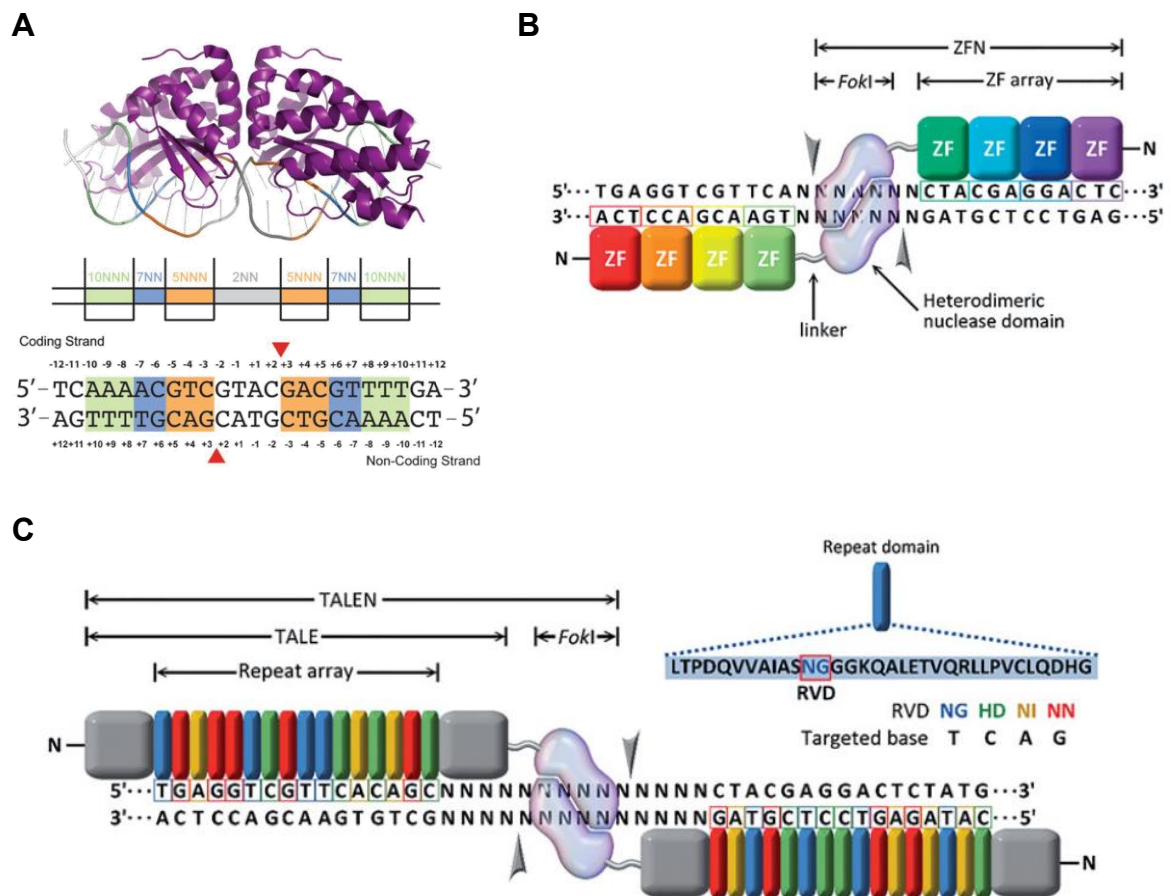 A
10NNN 7NN 5NNN 2NN 5NNN 7NN 10NNN
Coding Strand
-12 -11 -10 -9 -8 -7 -6 -5 -4 -3 -2 -1 +1 +2 +3 +4 +5 +6 +7 +8 +9 +10 +11 +12
5′-TCAAAACGTCGTACGACGTTTTGA-3′
3′-AGTTTTGCAGCATGCTGCAAAACT-5′
+12 +11 +10 +9 +8 +7 +6 +5 +4 +3 +2 +1 -1 -2 -3 -4 -5 -6 -7 -8 -9 -10 -11 -12
Non-Coding Strand
B
ZFN
FokI ZF array
ZF ZF ZF ZF N
5'···TGAGGTCGTTCANNNNNNNCTACGAGGACTC···3'
3'···ACTCCAGCAAGTNNNNNNNGATGCTCCTGAG···5'
N ZF ZF ZF ZF
linker
Heterodimeric
nuclease domain
C
TALEN
TALE FokI
Repeat array
Repeat domain
LTPDQVVAIASNGGGKQALETVQRLLPVCLQDHG
RVD
RVD NG HD NI NN
Targeted base T C A G
N
5'···TGAGGTCGTTCACAGCNNNNNNNNNNNNNNNCTACGAGGACTCTATG···3'
3'···ACTCCAGCAAGTGTCGNNNNNNNNNNNNNNNGATGCTCCTGAGATAC···5'
N